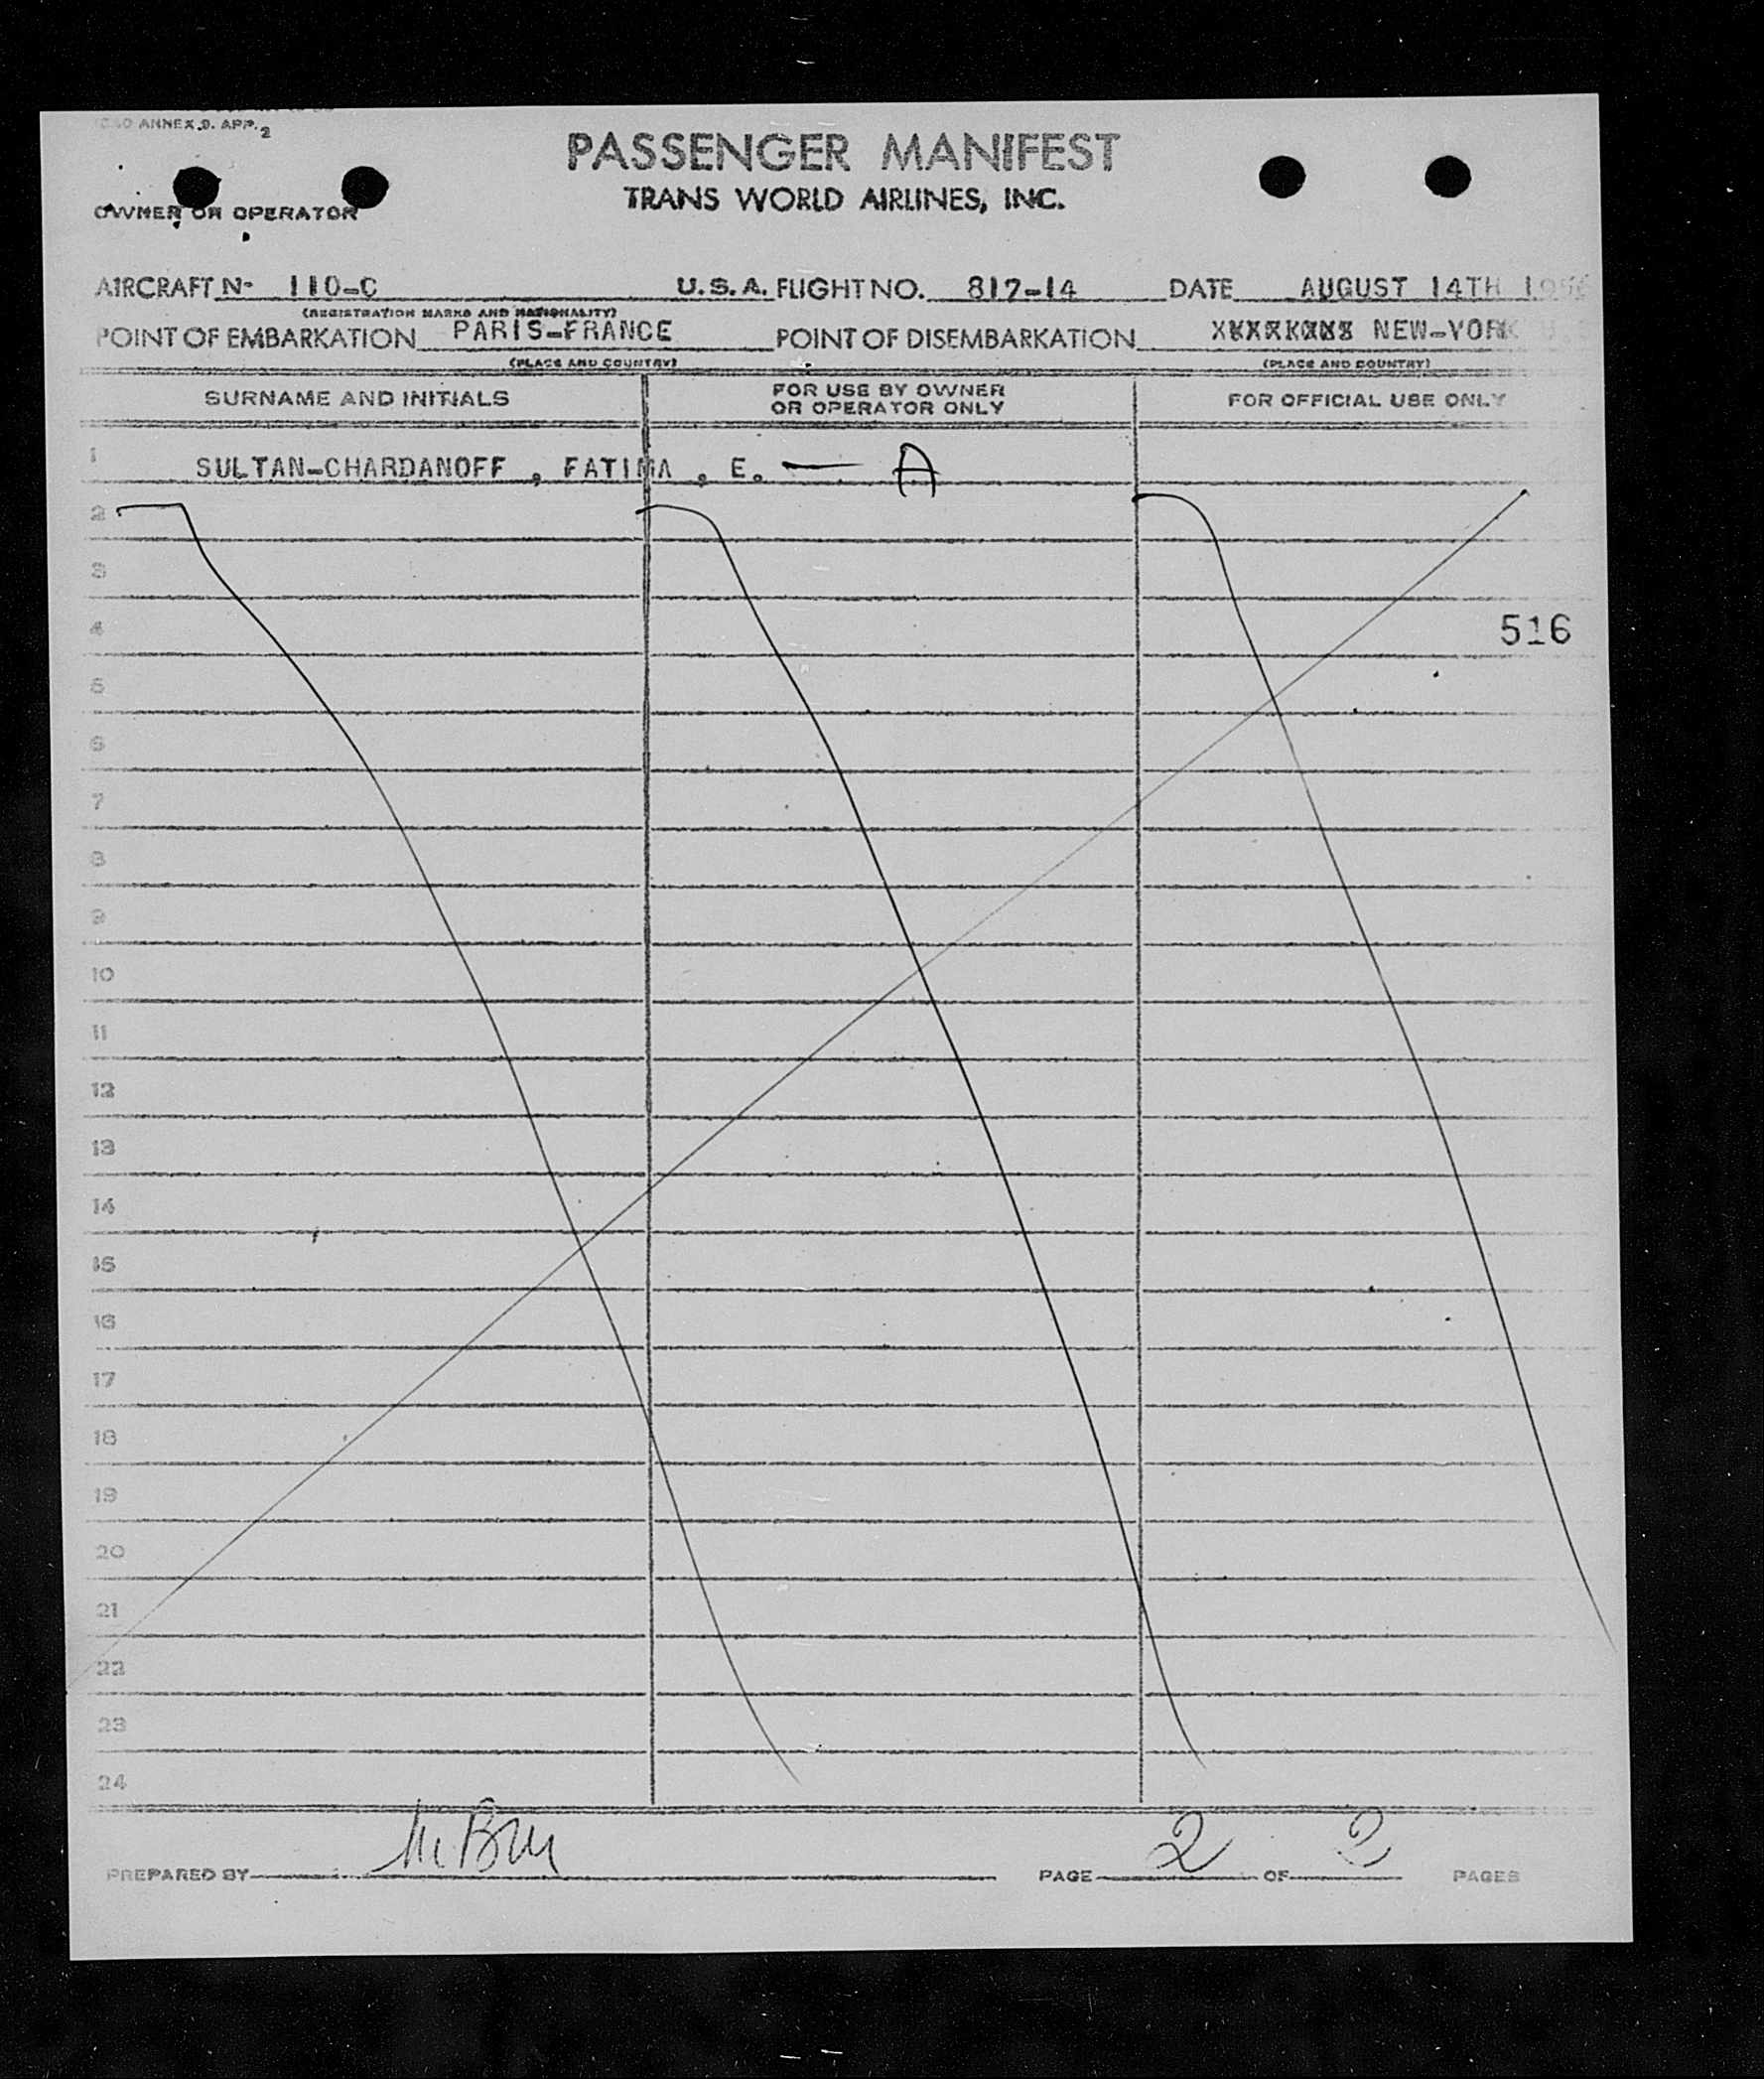 ANNEX 9. APP. 2
PASSENGER MANIFEST
TRANS WORLD AIRLINES, INC.
OWNER OR OPERATOR
AIRCRAFT N- 110-C U.S.A. FLIGHT NO. 817-14 DATE AUGUST 14TH
(REGISTRATION MARKS AND NATIONALITY)
POINT OF EMBARKATION PARIS-FRANCE POINT OF DISEMBARKATION NEW-YORK
(PLACE AND COUNTRY) (PLACE AND COUNTRY)
SURNAME AND INITIALS FOR USE BY OWNER OR OPERATOR ONLY FOR OFFICIAL USE ONLY
1 SULTAN-CHARDANOFF , FATIMA , E. — A
2
3
4 516
5
6
7
8
9
10
11
12
13
14
15
16
17
18
19
20
21
22
23
24
PREPARED BY PAGE 2 OF 2 PAGES